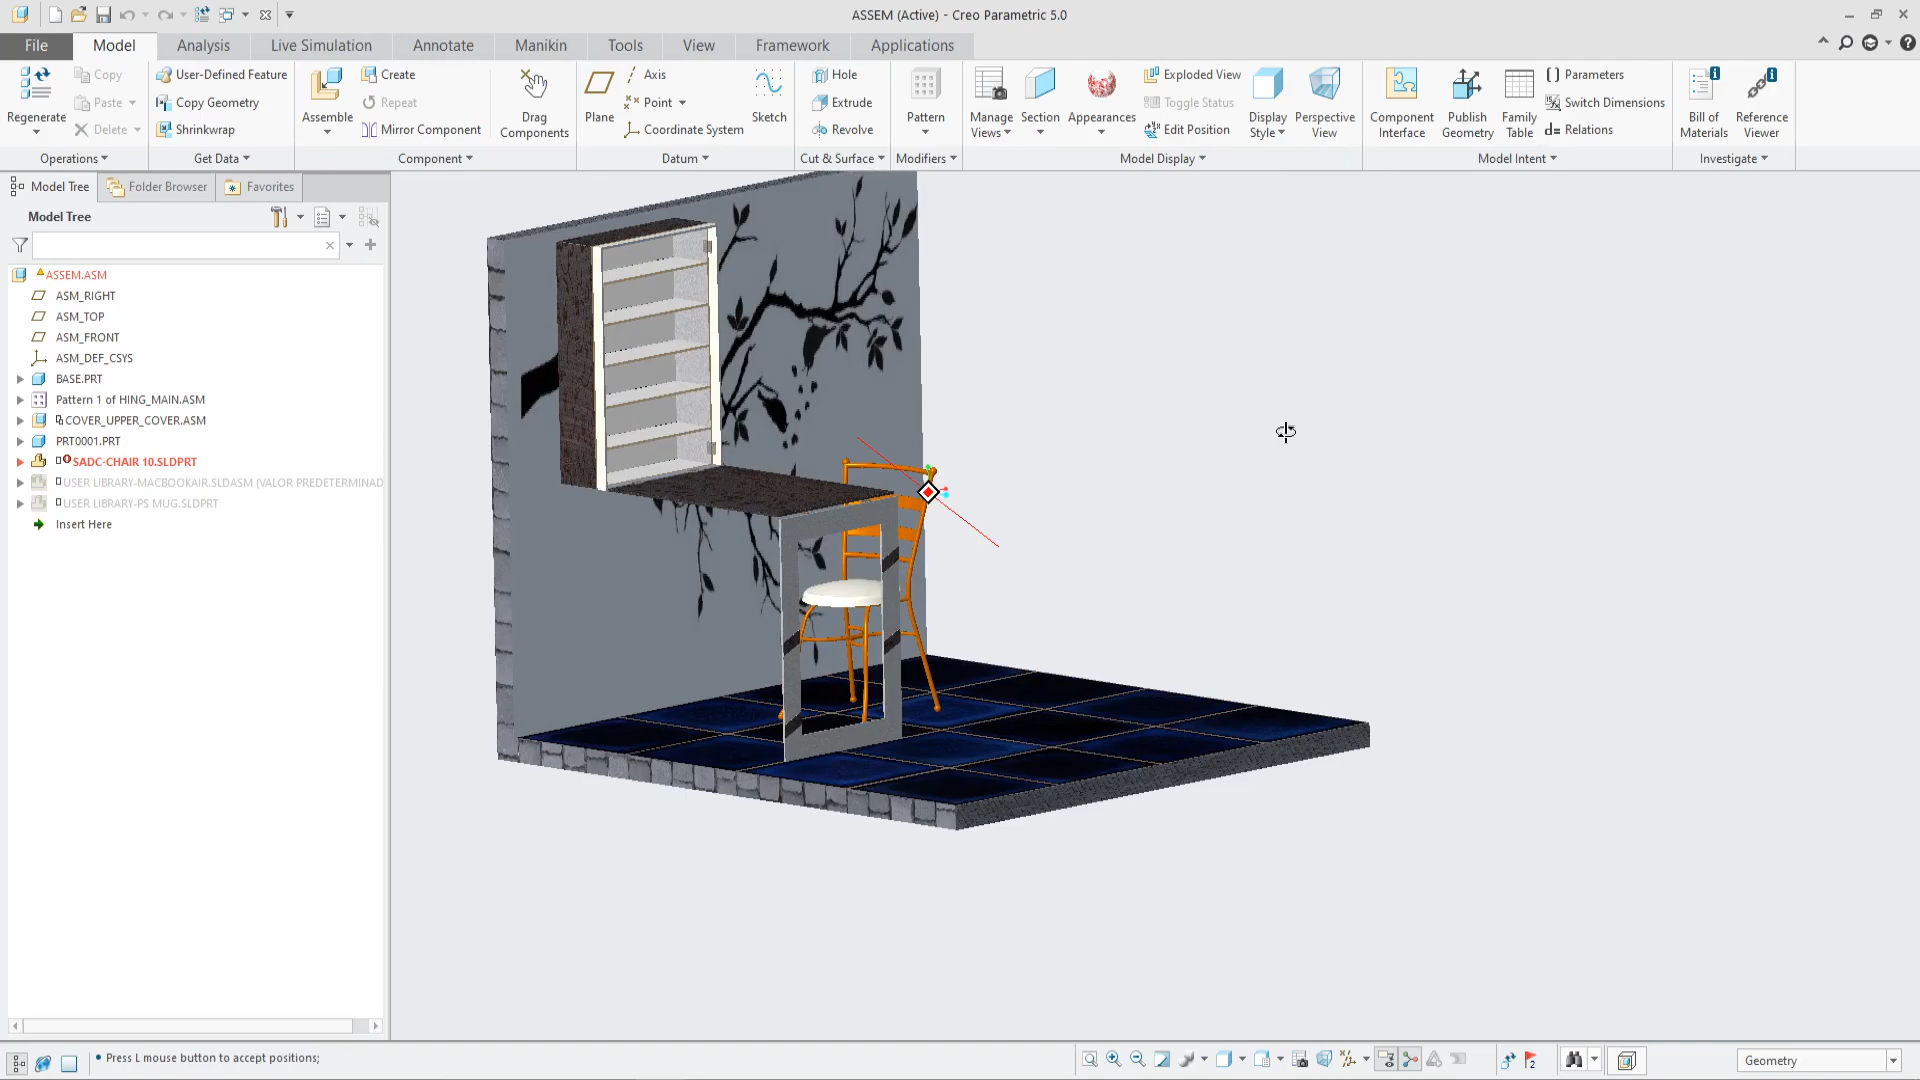 ASSEM (Active) - Creo Parametric 5.0
File Model Analysis Live Simulation Annotate Manikin Tools View Framework Applications
Regenerate
Copy
Paste
Delete
Operations
User-Defined Feature
Copy Geometry
Shrinkwrap
Get Data
Assemble
Create
Repeat
Mirror Component
Drag
Components
Component
Plane
Axis
Point
Coordinate System
Sketch
Datum
Hole
Extrude
Revolve
Cut & Surface
Pattern
Modifiers
Manage
Views
Section
Appearances
Exploded View
Toggle Status
Edit Position
Display
Style
Perspective
View
Model Display
Component
Interface
Publish
Geometry
Family
Table
Parameters
Switch Dimensions
Relations
Model Intent
Bill of
Materials
Reference
Viewer
Investigate
Model Tree Folder Browser Favorites
Model Tree
ASSEM.ASM
ASM_RIGHT
ASM_TOP
ASM_FRONT
ASM_DEF_CSYS
BASE.PRT
Pattern 1 of HING_MAIN.ASM
COVER_UPPER_COVER.ASM
PRT0001.PRT
SADC-CHAIR 10.SLDPRT
USER LIBRARY-MACBOOKAIR.SLDASM (VALOR PREDETERMINAD
USER LIBRARY-PS MUG.SLDPRT
Insert Here
• Press L mouse button to accept positions;
2
Geometry